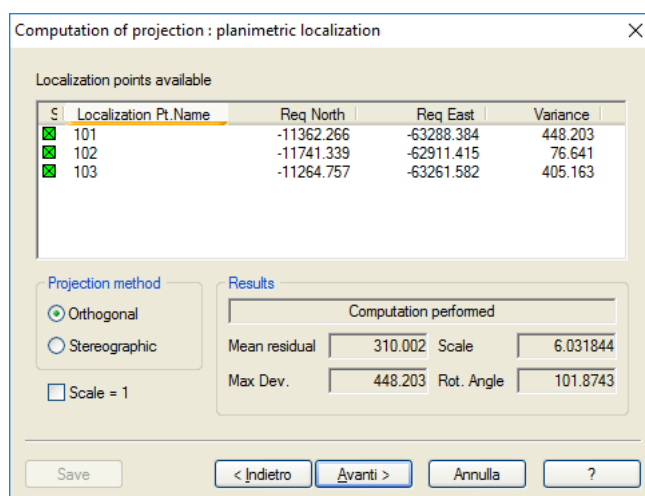 Computation of projection : planimetric localization
Localization points available
S Localization Pt.Name Req North Req East Variance
101 -11362.266 -63288.384 448.203
102 -11741.339 -62911.415 76.641
103 -11264.757 -63261.582 405.163
Projection method
Orthogonal
Stereographic
Scale = 1
Results
Computation performed
Mean residual 310.002 Scale 6.031844
Max Dev. 448.203 Rot. Angle 101.8743
Save < Indietro Avanti > Annulla ?